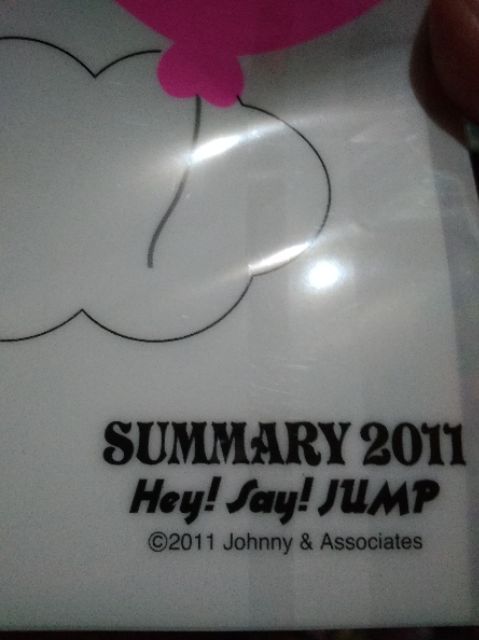 SUMMARY 2011
Hey! Say! JUMP
©2011 Johnny & Associates